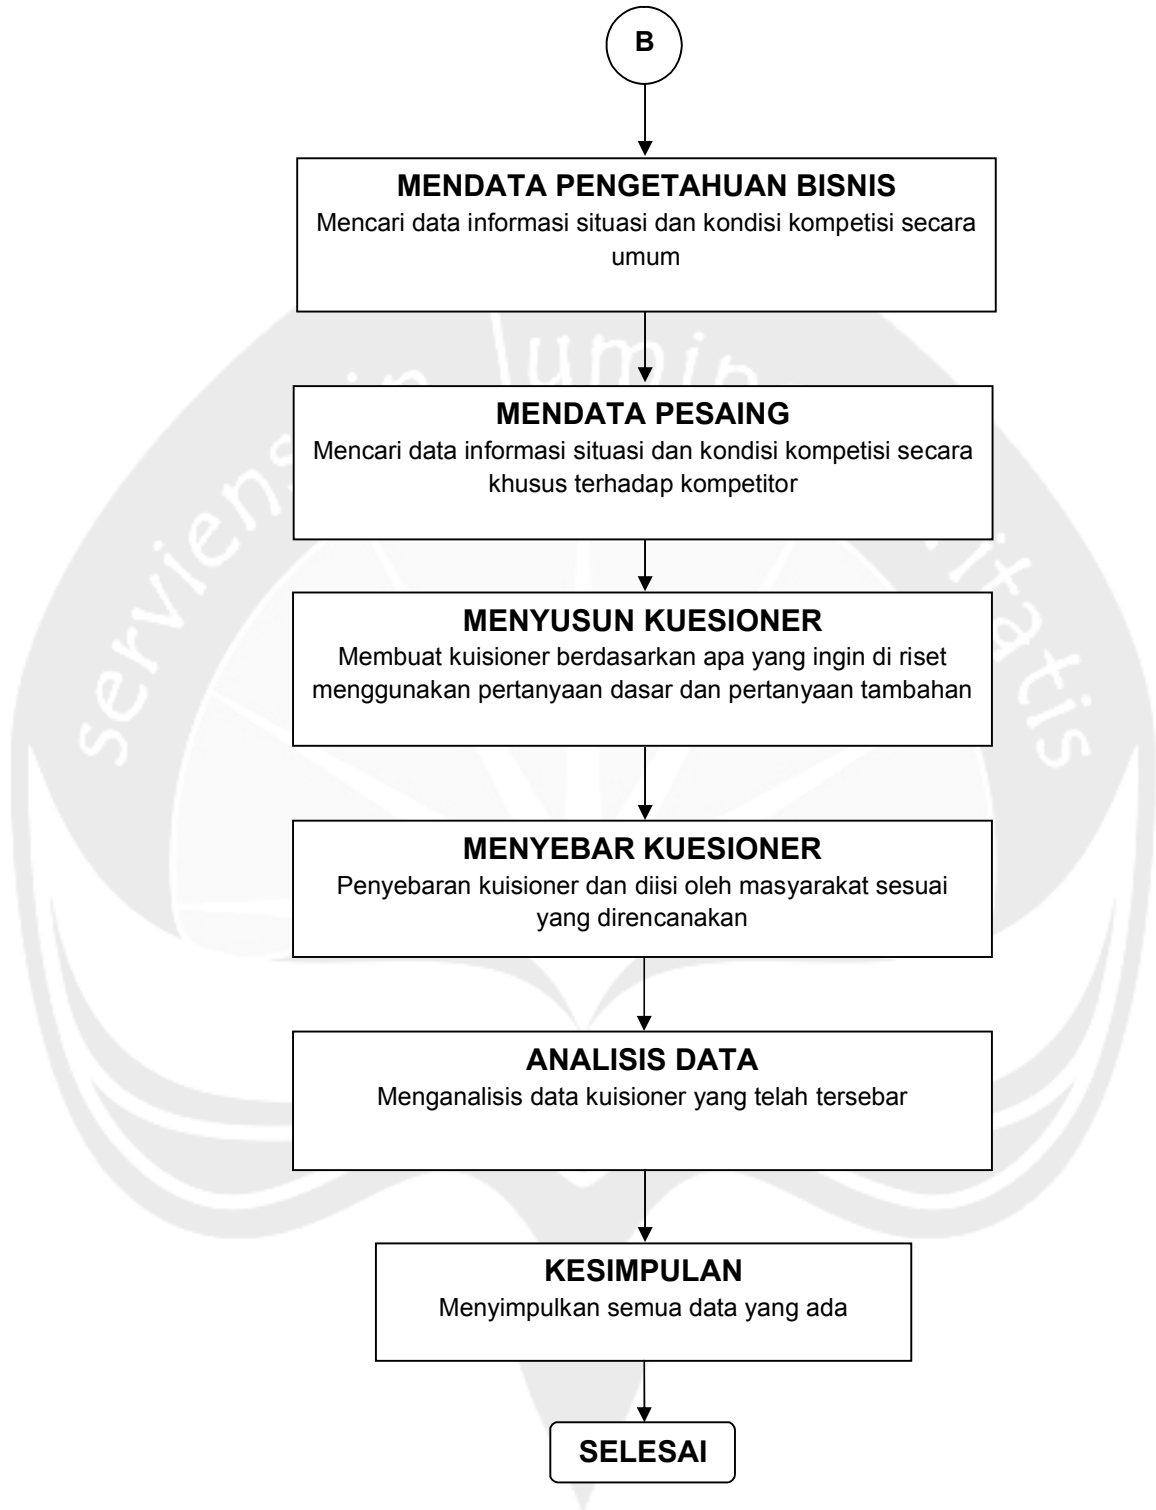 B
MENDATA PENGETAHUAN BISNIS
Mencari data informasi situasi dan kondisi kompetisi secara
umum
MENDATA PESAING
Mencari data informasi situasi dan kondisi kompetisi secara
khusus terhadap kompetitor
MENYUSUN KUESIONER
Membuat kuisioner berdasarkan apa yang ingin di riset
menggunakan pertanyaan dasar dan pertanyaan tambahan
MENYEBAR KUESIONER
Penyebaran kuisioner dan diisi oleh masyarakat sesuai
yang direncanakan
ANALISIS DATA
Menganalisis data kuisioner yang telah tersebar
KESIMPULAN
Menyimpulkan semua data yang ada
SELESAI